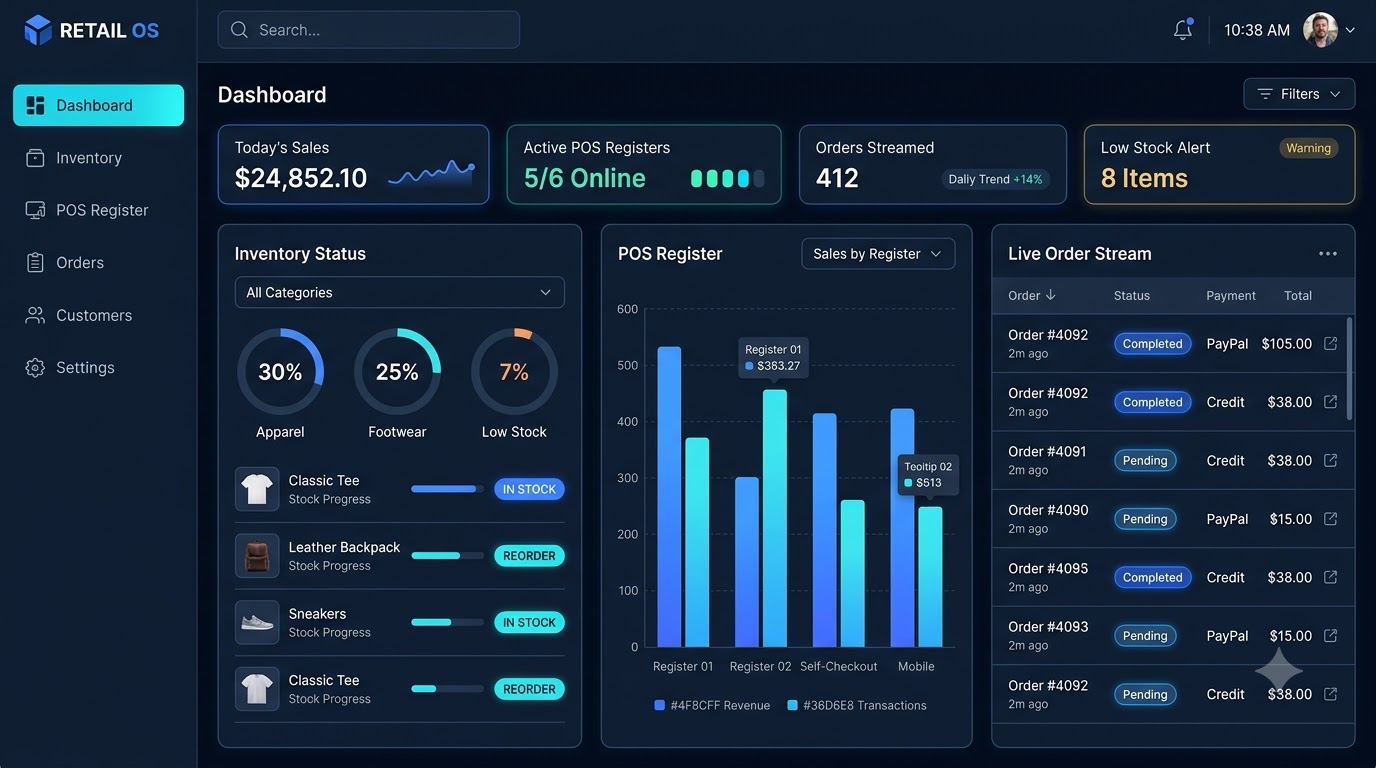 RETAIL OS
Search...
10:38 AM
Dashboard
Inventory
POS Register
Orders
Customers
Settings
Dashboard
Filters
Today's Sales
$24,852.10
Active POS Registers
5/6 Online
Orders Streamed
412
Daliy Trend +14%
Low Stock Alert
Warning
8 Items
Inventory Status
All Categories
30%
25%
7%
Apparel
Footwear
Low Stock
Classic Tee
Stock Progress
IN STOCK
Leather Backpack
Stock Progress
REORDER
Sneakers
Stock Progress
IN STOCK
Classic Tee
Stock Progress
REORDER
POS Register
Sales by Register
600
500
400
300
200
100
0
Register 01
$383.27
Teoltip 02
$513
Register 01
Register 02
Self-Checkout
Mobile
#4F8CFF Revenue
#36D6E8 Transactions
Live Order Stream
Order Status Payment Total
Order #4092
2m ago
Completed PayPal $105.00
Order #4092
2m ago
Completed Credit $38.00
Order #4091
2m ago
Pending Credit $38.00
Order #4090
2m ago
Pending PayPal $15.00
Order #4095
2m ago
Completed Credit $38.00
Order #4093
2m ago
Pending PayPal $15.00
Order #4092
2m ago
Pending Credit $38.00